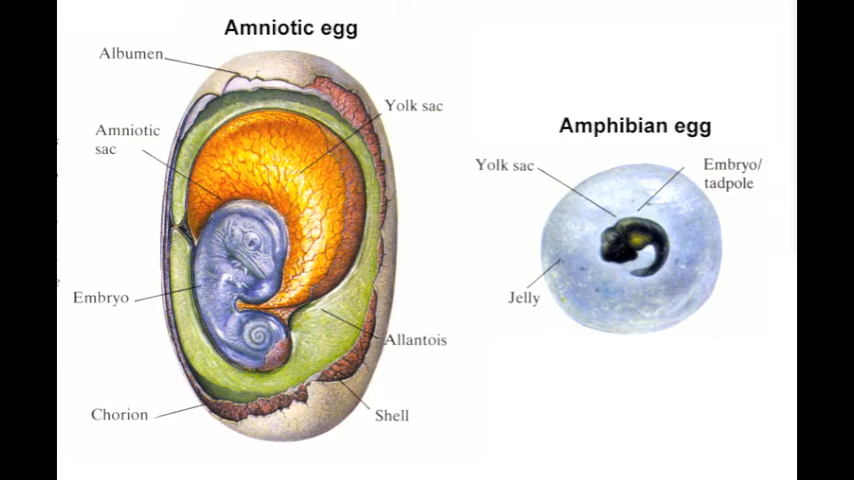 Amniotic egg
Albumen
Yolk sac
Amniotic
sac
Embryo
Allantois
Chorion
Shell
Amphibian egg
Yolk sac
Embryo/
tadpole
Jelly